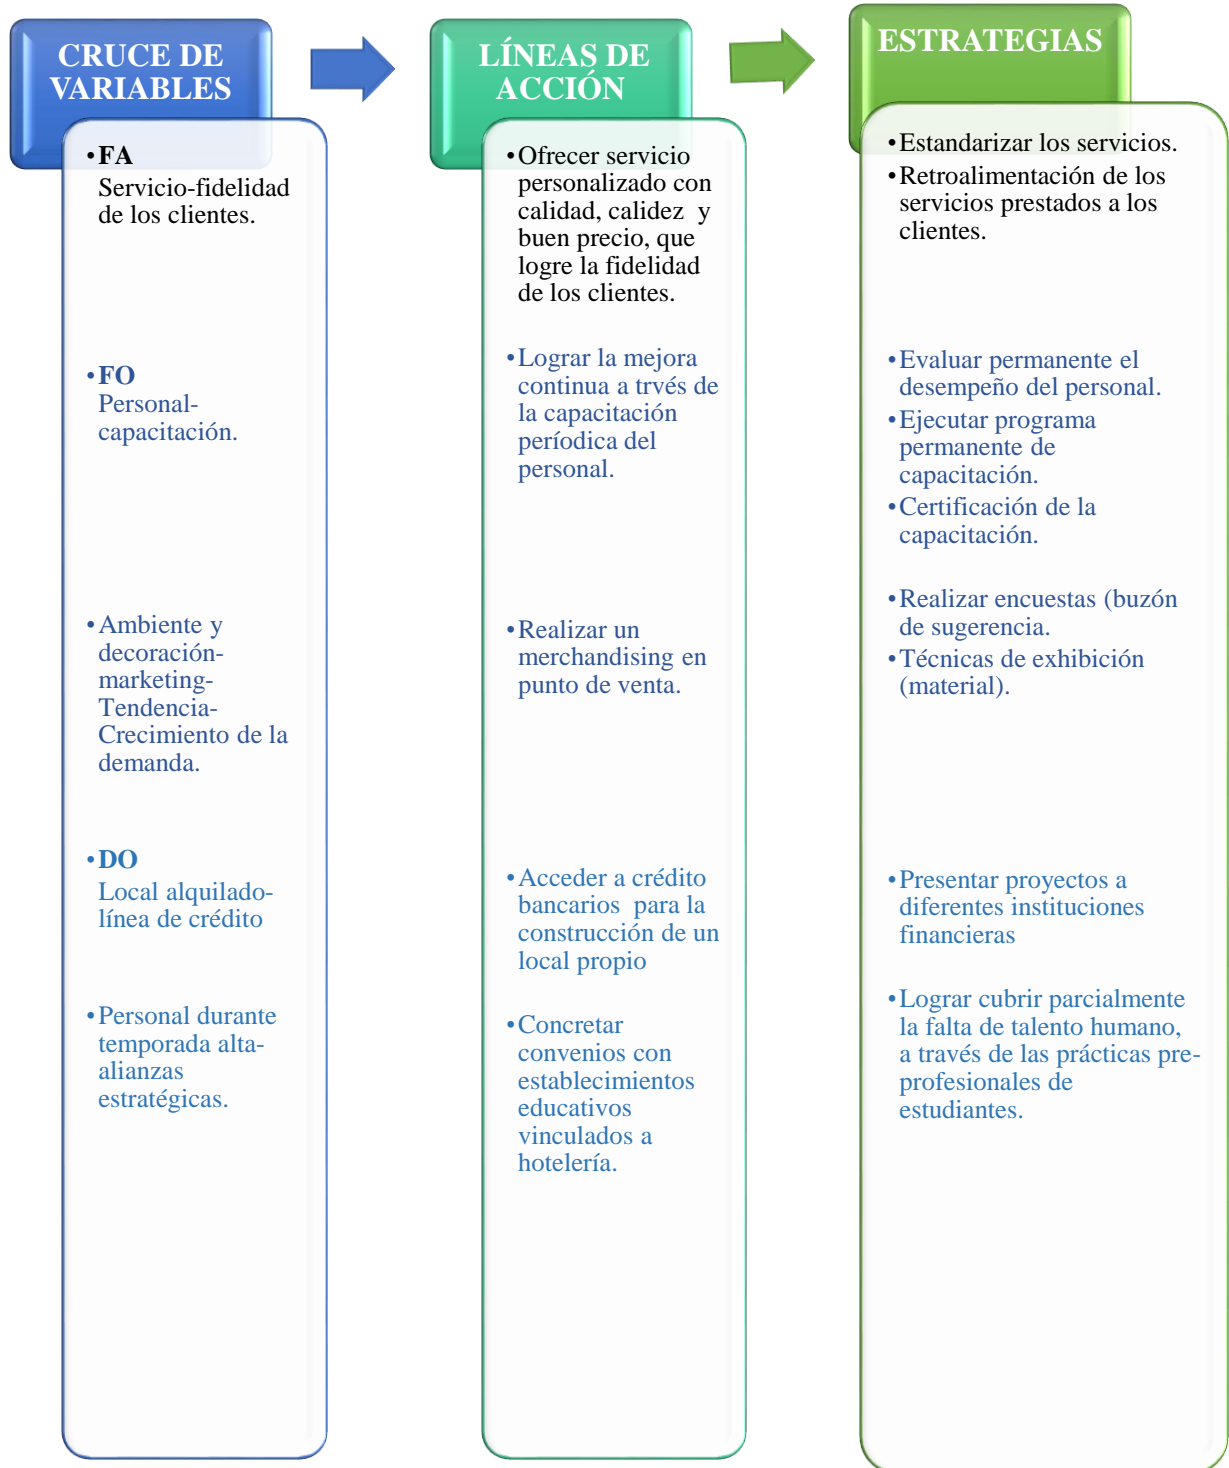 CRUCE DE
VARIABLES
•FA
Servicio-fidelidad
de los clientes.
•FO
Personal-
capacitación.
•Ambiente y
decoración-
marketing-
Tendencia-
Crecimiento de la
demanda.
•DO
Local alquilado-
línea de crédito
•Personal durante
temporada alta-
alianzas
estratégicas.
LÍNEAS DE
ACCIÓN
•Ofrecer servicio
personalizado con
calidad, calidez  y
buen precio, que
logre la fidelidad
de los clientes.
•Lograr la mejora
continua a trvés de
la capacitación
períodica del
personal.
•Realizar un
merchandising en
punto de venta.
•Acceder a crédito
bancarios  para la
construcción de un
local propio
•Concretar
convenios con
establecimientos
educativos
vinculados a
hotelería.
ESTRATEGIAS
•Estandarizar los servicios.
•Retroalimentación de los
servicios prestados a los
clientes.
•Evaluar permanente el
desempeño del personal.
•Ejecutar programa
permanente de
capacitación.
•Certificación de la
capacitación.
•Realizar encuestas (buzón
de sugerencia.
•Técnicas de exhibición
(material).
•Presentar proyectos a
diferentes instituciones
financieras
•Lograr cubrir parcialmente
la falta de talento humano,
a través de las prácticas pre-
profesionales de
estudiantes.